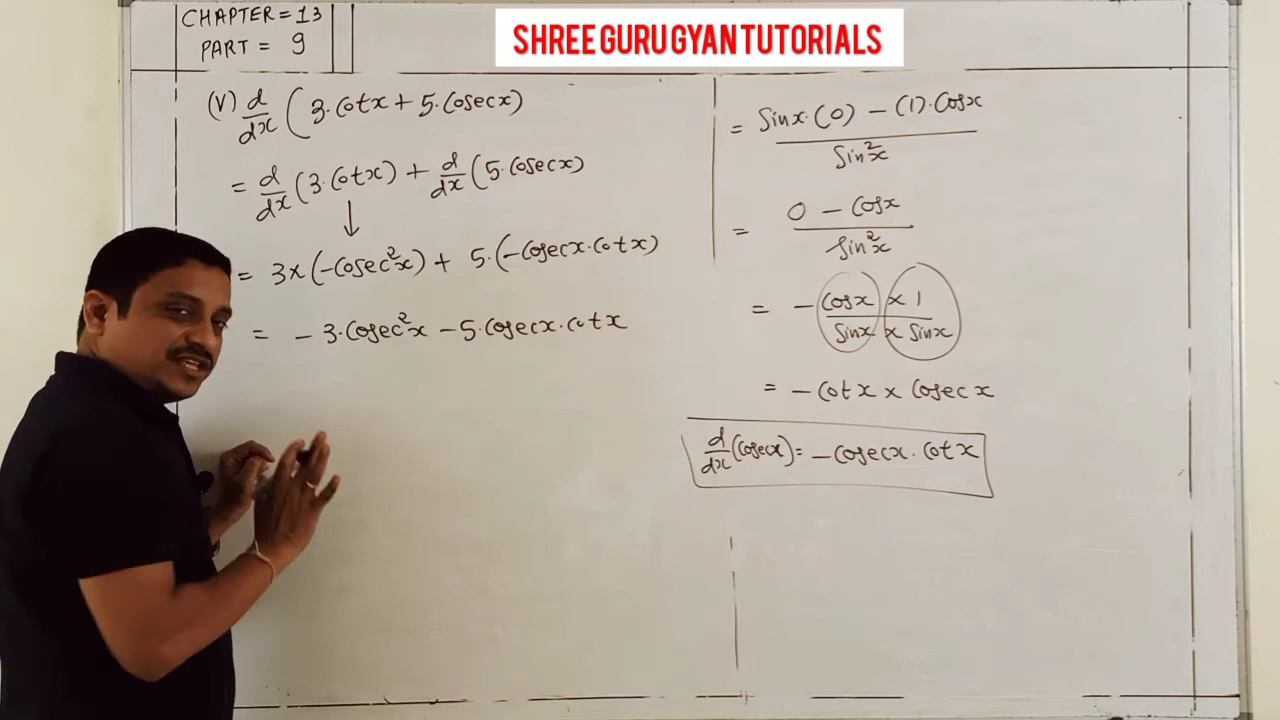 CHAPTER = 13
PART = 9
SHREE GURU GYAN TUTORIALS
(V) d/dx (3·Cotx + 5·Cosecx)
= d/dx (3·Cotx) + d/dx (5·Cosecx)
↓
= 3×(-Cosec²x) + 5·(-Cosecx·Cotx)
= -3·Cosec²x - 5·Cosecx·Cotx
= Sinx·(0) - (1)·Cosx / Sin²x
= 0 - Cosx / Sin²x
= - Cosx × 1 / Sinx × Sinx
= - Cotx × Cosecx
d/dx (Cosecx) = - Cosecx · Cotx